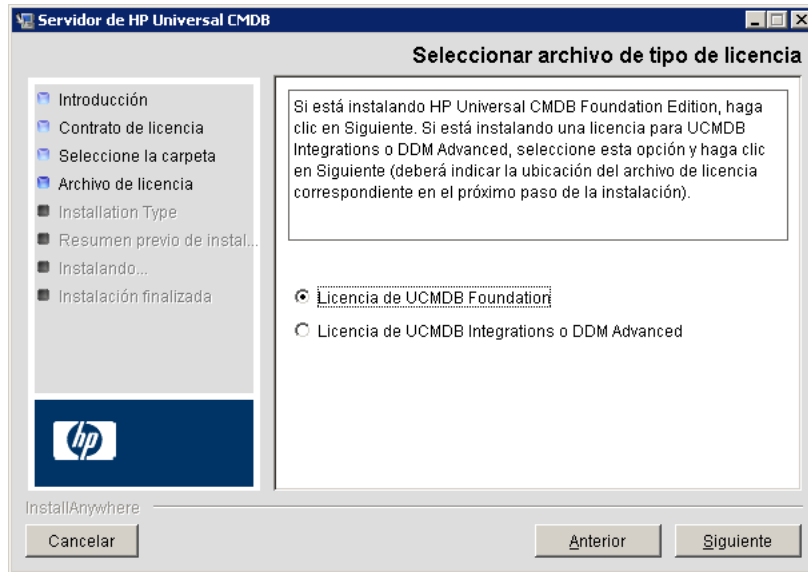 Servidor de HP Universal CMDB
Seleccionar archivo de tipo de licencia
Introducción
Contrato de licencia
Seleccione la carpeta
Archivo de licencia
Installation Type
Resumen previo de instal...
Instalando...
Instalación finalizada
Si está instalando HP Universal CMDB Foundation Edition, haga
clic en Siguiente. Si está instalando una licencia para UCMDB
Integrations o DDM Advanced, seleccione esta opción y haga clic
en Siguiente (deberá indicar la ubicación del archivo de licencia
correspondiente en el próximo paso de la instalación).
Licencia de UCMDB Foundation
Licencia de UCMDB Integrations o DDM Advanced
hp
InstallAnywhere
Cancelar
Anterior
Siguiente